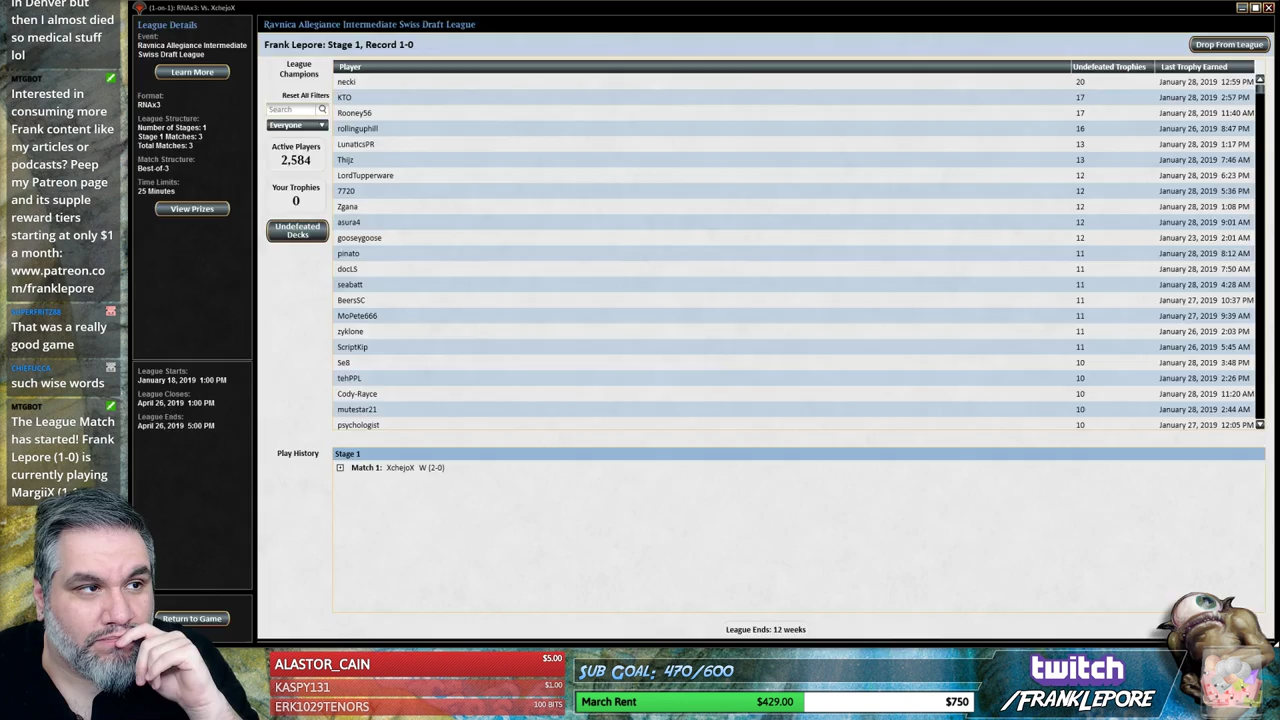 in Denver but
then I almost died
so medical stuff
lol
MTGBOT
Interested in
consuming more
Frank content like
my articles or
podcasts? Peep
my Patreon page
and its supple
reward tiers
starting at only $1
a month:
www.patreon.co
m/franklepore
SUPERFRITZ88
That was a really
good game
CHIEFLICCA
such wise words
MTGBOT
The League Match
has started! Frank
Lepore (1-0) is
currently playing
MargiiX (1-
(1-on-1): RNAx3: Vs. XchejoX
League Details
Event:
Ravnica Allegiance Intermediate
Swiss Draft League
Learn More
Format:
RNAx3
League Structure:
Number of Stages: 1
Stage 1 Matches: 3
Total Matches: 3
Match Structure:
Best-of-3
Time Limits:
25 Minutes
View Prizes
League Starts:
January 18, 2019 1:00 PM
League Closes:
April 26, 2019 1:00 PM
League Ends:
April 26, 2019 5:00 PM
Return to Game
Ravnica Allegiance Intermediate Swiss Draft League
Frank Lepore: Stage 1, Record 1-0
Drop From League
League
Champions
Reset All Filters
Search
Everyone
Active Players
2,584
Your Trophies
0
Undefeated
Decks
Player Undefeated Trophies Last Trophy Earned
necki 20 January 28, 2019 12:59 PM
KTO 17 January 28, 2019 2:57 PM
Rooney56 17 January 28, 2019 11:40 AM
rollinguphill 16 January 26, 2019 8:47 PM
LunaticsPR 13 January 28, 2019 1:17 PM
Thijz 13 January 28, 2019 7:46 AM
LordTupperware 12 January 28, 2019 6:23 PM
7720 12 January 28, 2019 5:36 PM
Zgana 12 January 28, 2019 1:08 PM
asura4 12 January 28, 2019 9:01 AM
gooseygoose 12 January 23, 2019 2:01 AM
pinato 11 January 28, 2019 8:12 AM
docLS 11 January 28, 2019 7:50 AM
seabatt 11 January 28, 2019 4:28 AM
BeersSC 11 January 27, 2019 10:37 PM
MoPete666 11 January 27, 2019 9:39 AM
zyklone 11 January 26, 2019 2:03 PM
ScriptKip 11 January 26, 2019 5:45 AM
Se8 10 January 28, 2019 3:48 PM
tehPPL 10 January 28, 2019 2:26 PM
Cody-Rayce 10 January 28, 2019 11:20 AM
mutestar21 10 January 28, 2019 2:44 AM
psychologist 10 January 27, 2019 12:05 PM
Play History
Stage 1
Match 1: XchejoX W (2-0)
League Ends: 12 weeks
ALASTOR_CAIN $5.00
KASPY131 $1.00
ERK1029TENORS 100 BITS
SUB GOAL: 470/600
March Rent $429.00 $750
twitch
/FRANKLEPORE